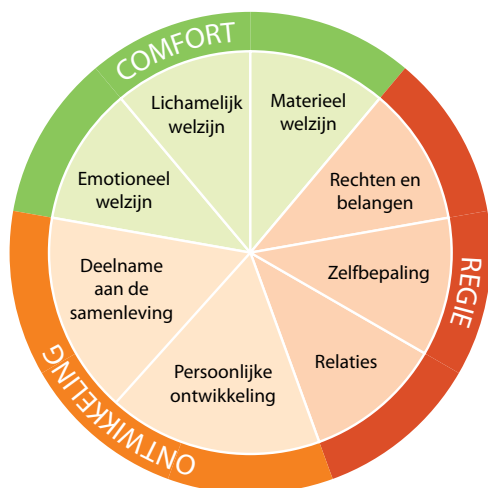 COMFORT
Lichamelijk
welzijn
Materieel
welzijn
Emotioneel
welzijn
Rechten en
belangen
Deelname
aan de
samenleving
Zelfbepaling
REGIE
Relaties
Persoonlijke
ontwikkeling
ONTWIKKELING